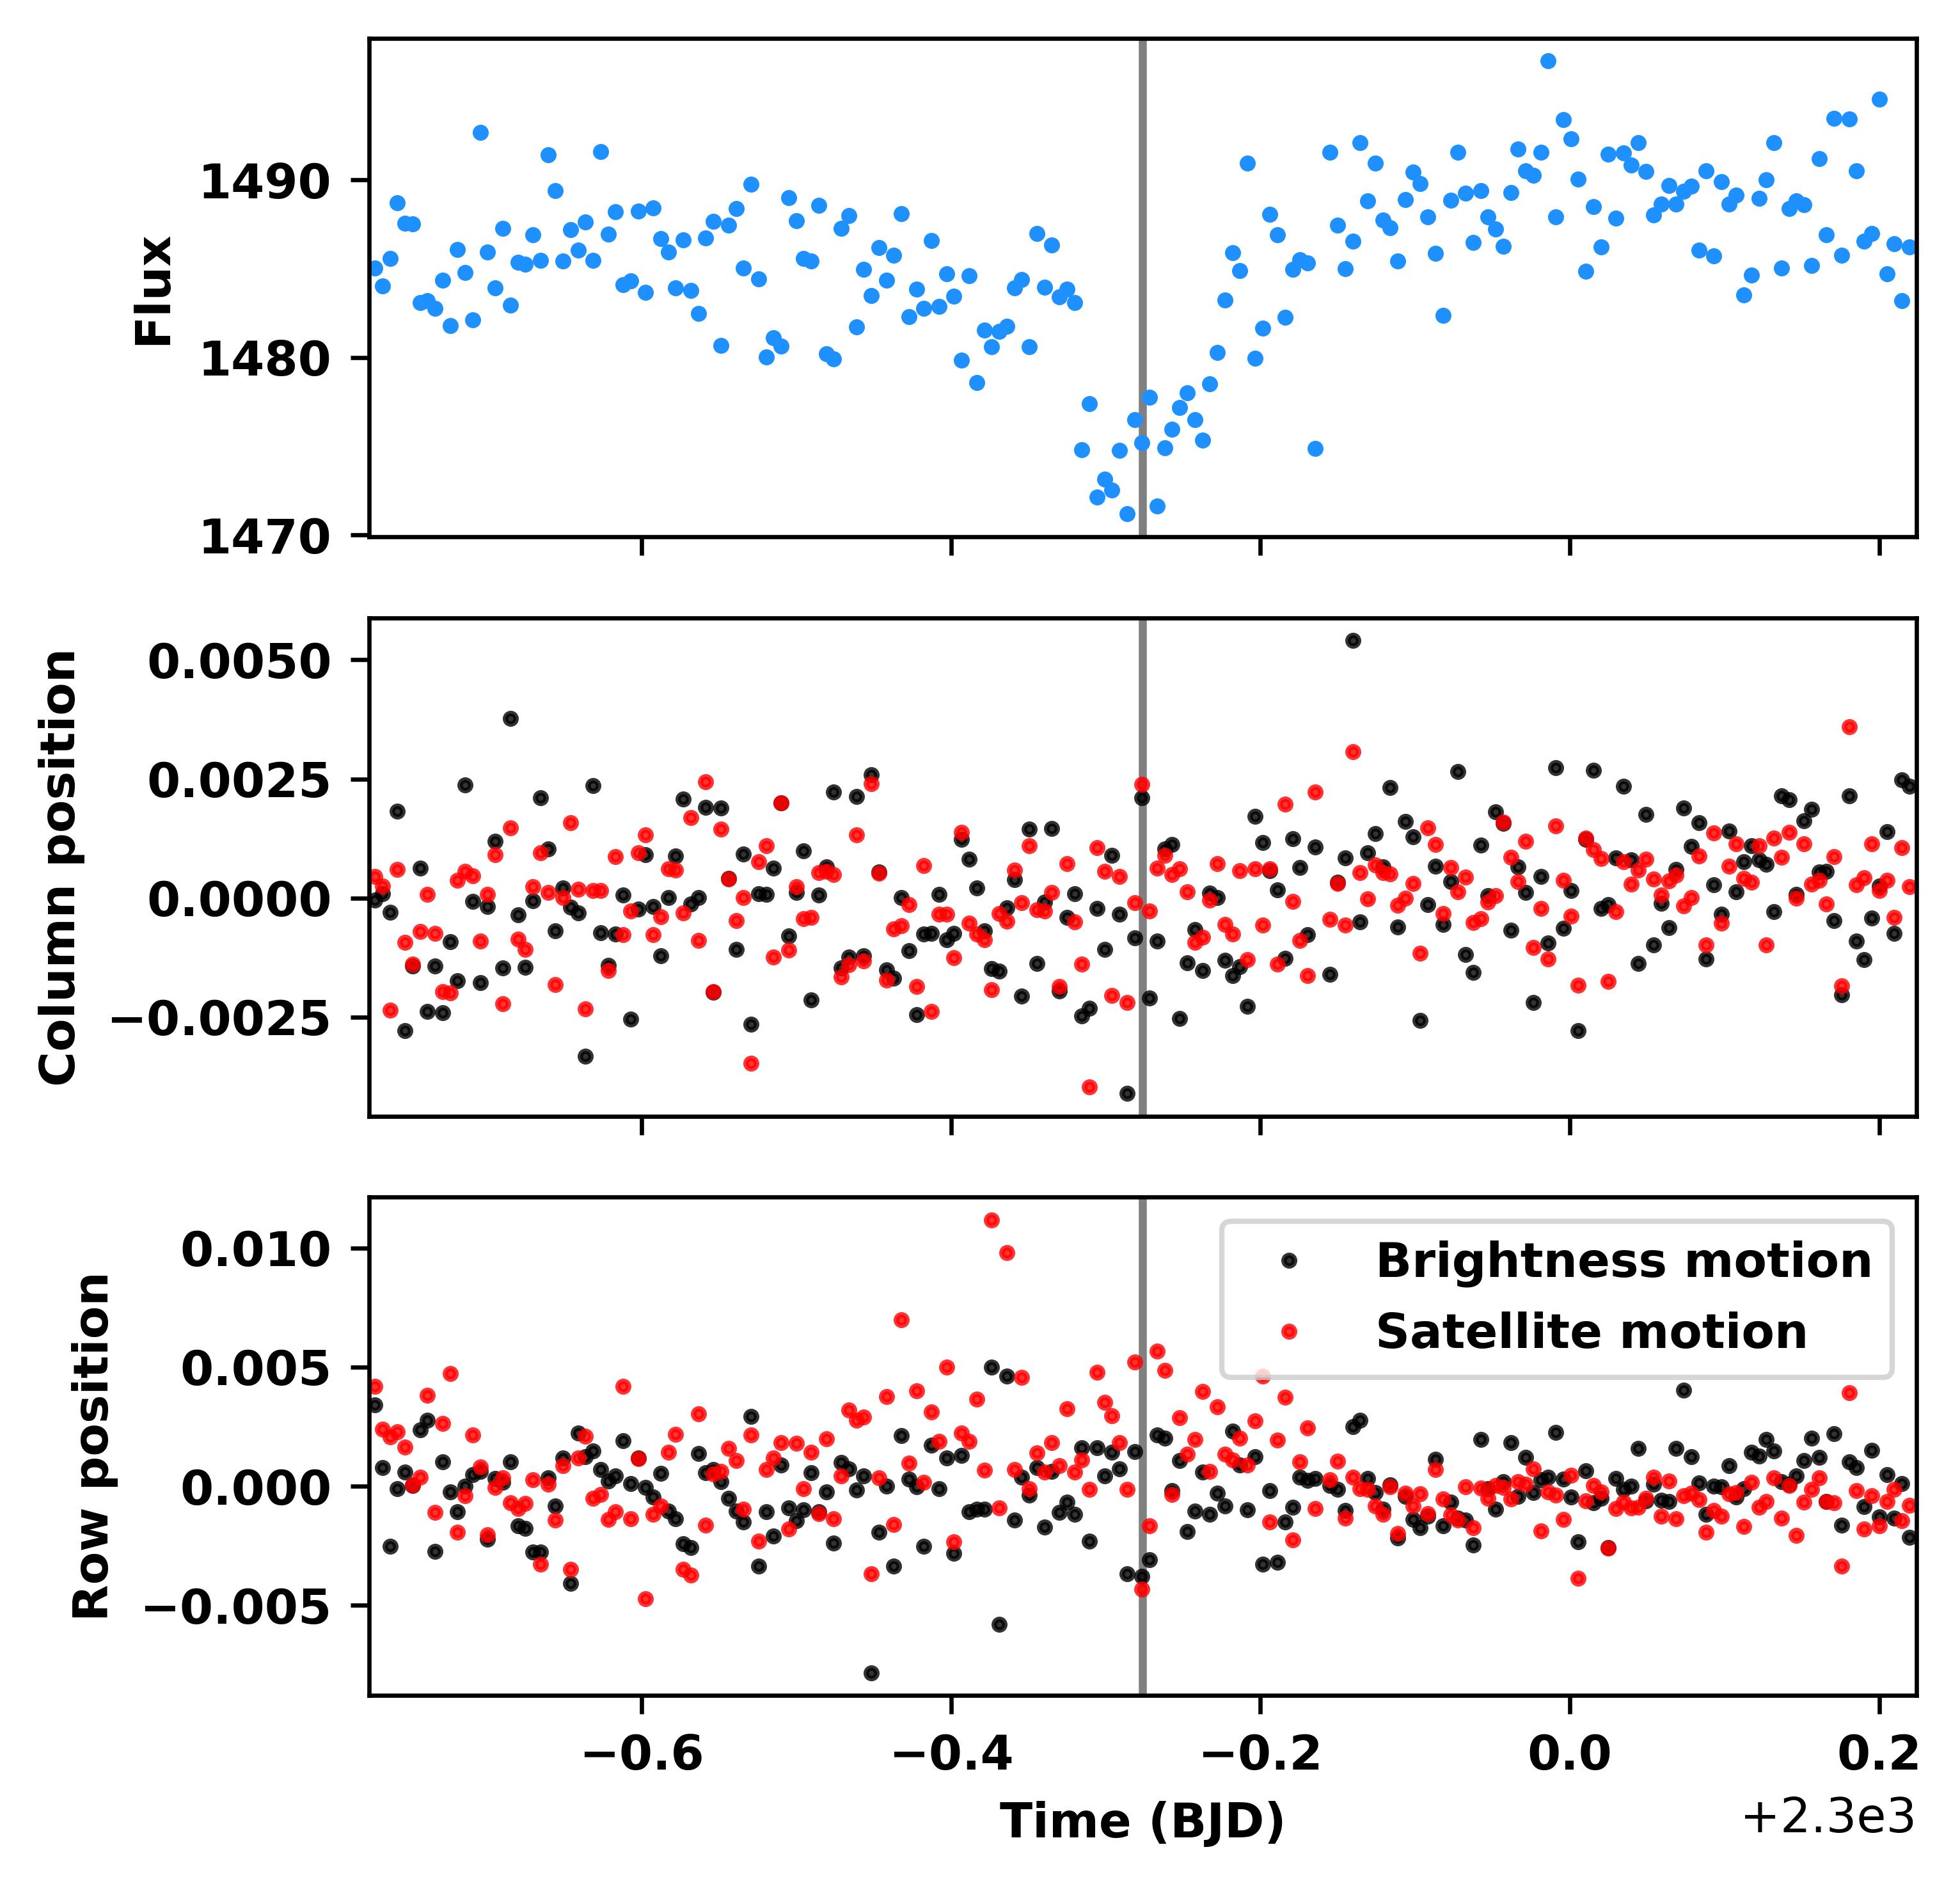 Flux
1490
1480
1470
Column position
0.0050
0.0025
0.0000
−0.0025
Row position
0.010
0.005
0.000
−0.005
Brightness motion
Satellite motion
−0.6 −0.4 −0.2 0.0 0.2
Time (BJD)
+2.3e3